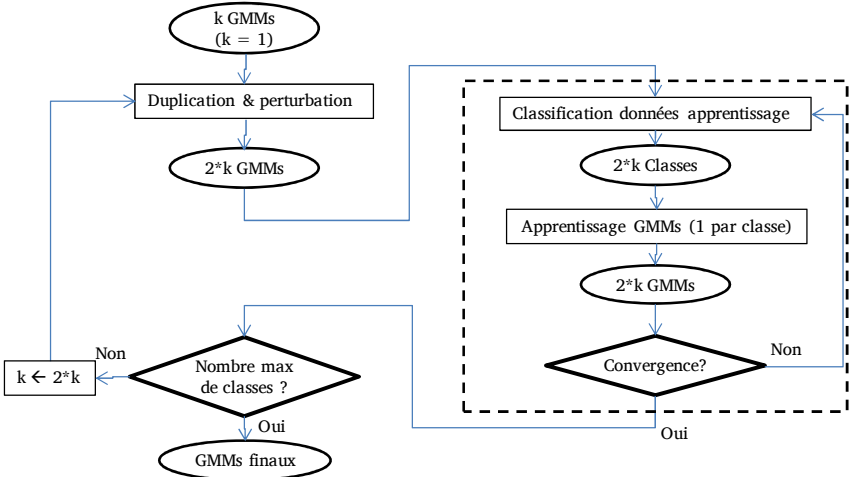 k GMMs
(k = 1)
Duplication & perturbation
2*k GMMs
Classification données apprentissage
2*k Classes
Apprentissage GMMs (1 par classe)
2*k GMMs
Convergence?
Non
Oui
Nombre max
de classes ?
Non
k ← 2*k
Oui
GMMs finaux